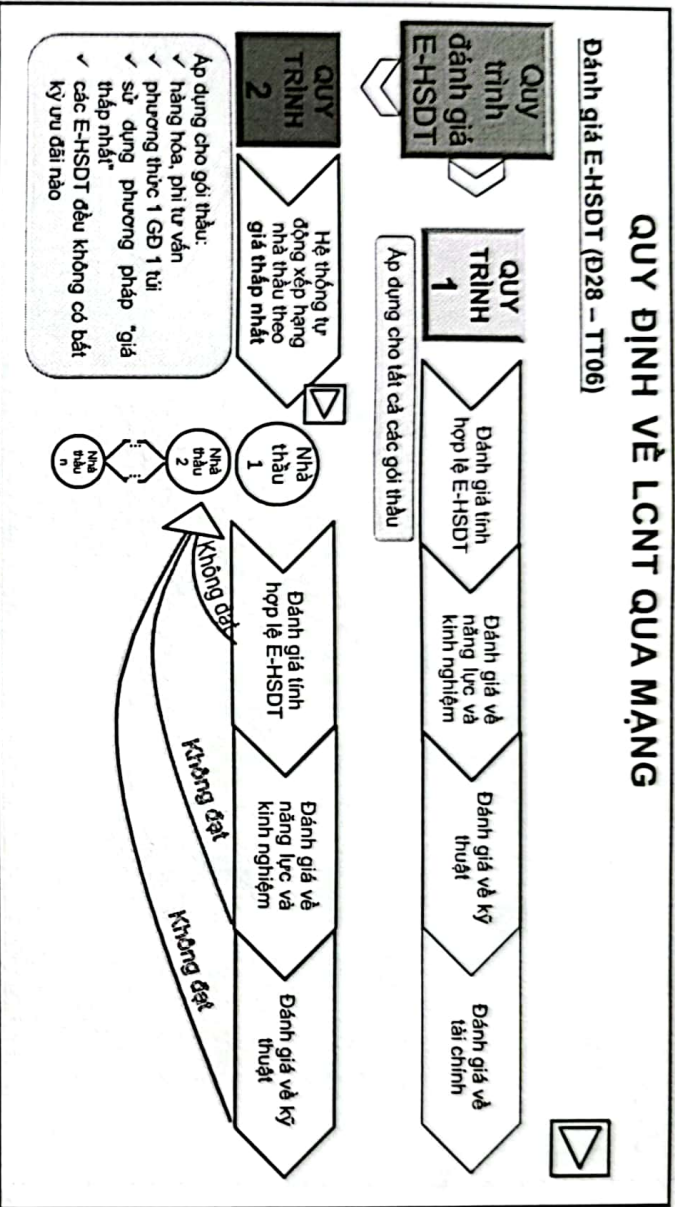 QUY ĐỊNH VỀ LCNT QUA MẠNG
Đánh giá E-HSDT (Đ28 – TT06)
Quy
trình
đánh giá
E-HSDT
QUY
TRÌNH
1
Đánh giá tính
hợp lệ E-HSDT
Đánh giá về
năng lực và
kinh nghiệm
Đánh giá về kỹ
thuật
Đánh giá về
tài chính
Áp dụng cho tất cả các gói thầu
QUY
TRÌNH
2
Hệ thống tự
động xếp hạng
nhà thầu theo
giá thấp nhất
Nhà
thầu
1
Nhà
thầu
2
Nhà
thầu
n
Đánh giá tính
hợp lệ E-HSDT
Đánh giá về
năng lực và
kinh nghiệm
Đánh giá về kỹ
thuật
Không đạt
Không đạt
Không đạt
Áp dụng cho gói thầu:
✓ hàng hóa, phi tư vấn
✓ phương thức 1 GĐ 1 túi
✓ sử dụng phương pháp "giá
thấp nhất"
✓ các E-HSDT đều không có bất
kỳ ưu đãi nào